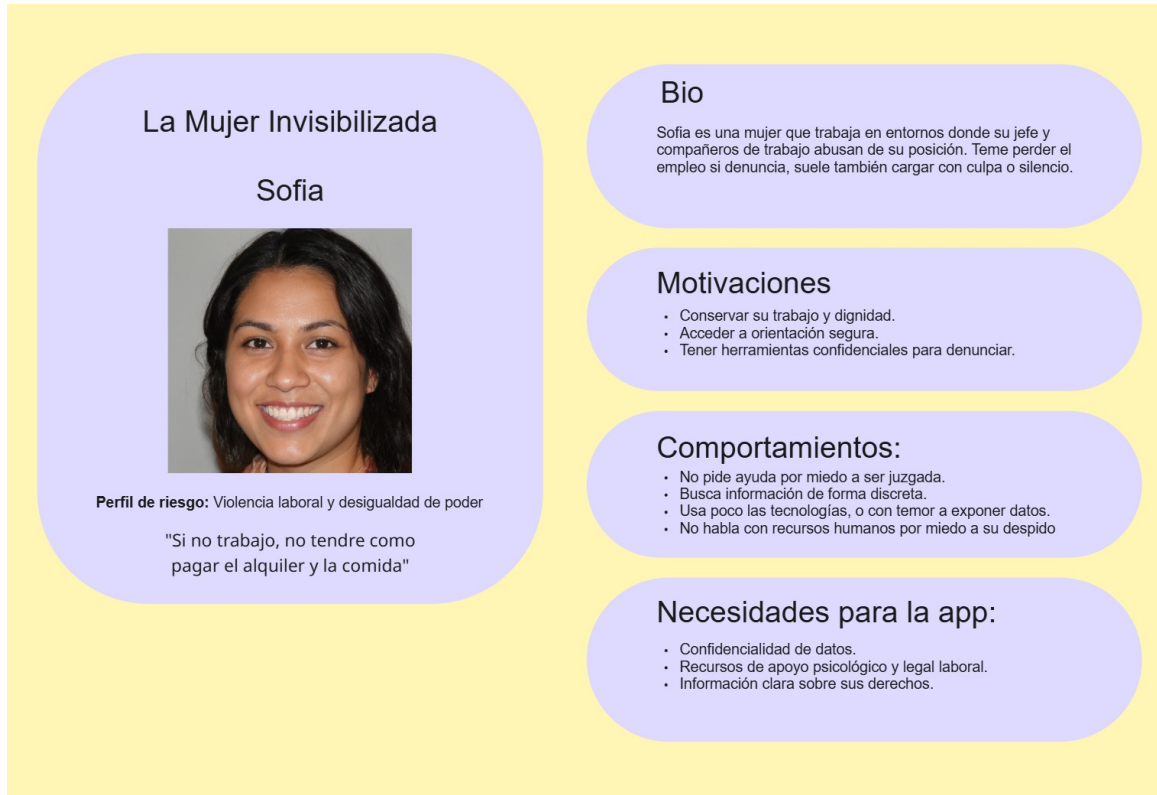 La Mujer Invisibilizada
Sofia
Perfil de riesgo: Violencia laboral y desigualdad de poder
"Si no trabajo, no tendre como
pagar el alquiler y la comida"
Bio
Sofia es una mujer que trabaja en entornos donde su jefe y
compañeros de trabajo abusan de su posición. Teme perder el
empleo si denuncia, suele también cargar con culpa o silencio.
Motivaciones
• Conservar su trabajo y dignidad.
• Acceder a orientación segura.
• Tener herramientas confidenciales para denunciar.
Comportamientos:
• No pide ayuda por miedo a ser juzgada.
• Busca información de forma discreta.
• Usa poco las tecnologías, o con temor a exponer datos.
• No habla con recursos humanos por miedo a su despido
Necesidades para la app:
• Confidencialidad de datos.
• Recursos de apoyo psicológico y legal laboral.
• Información clara sobre sus derechos.